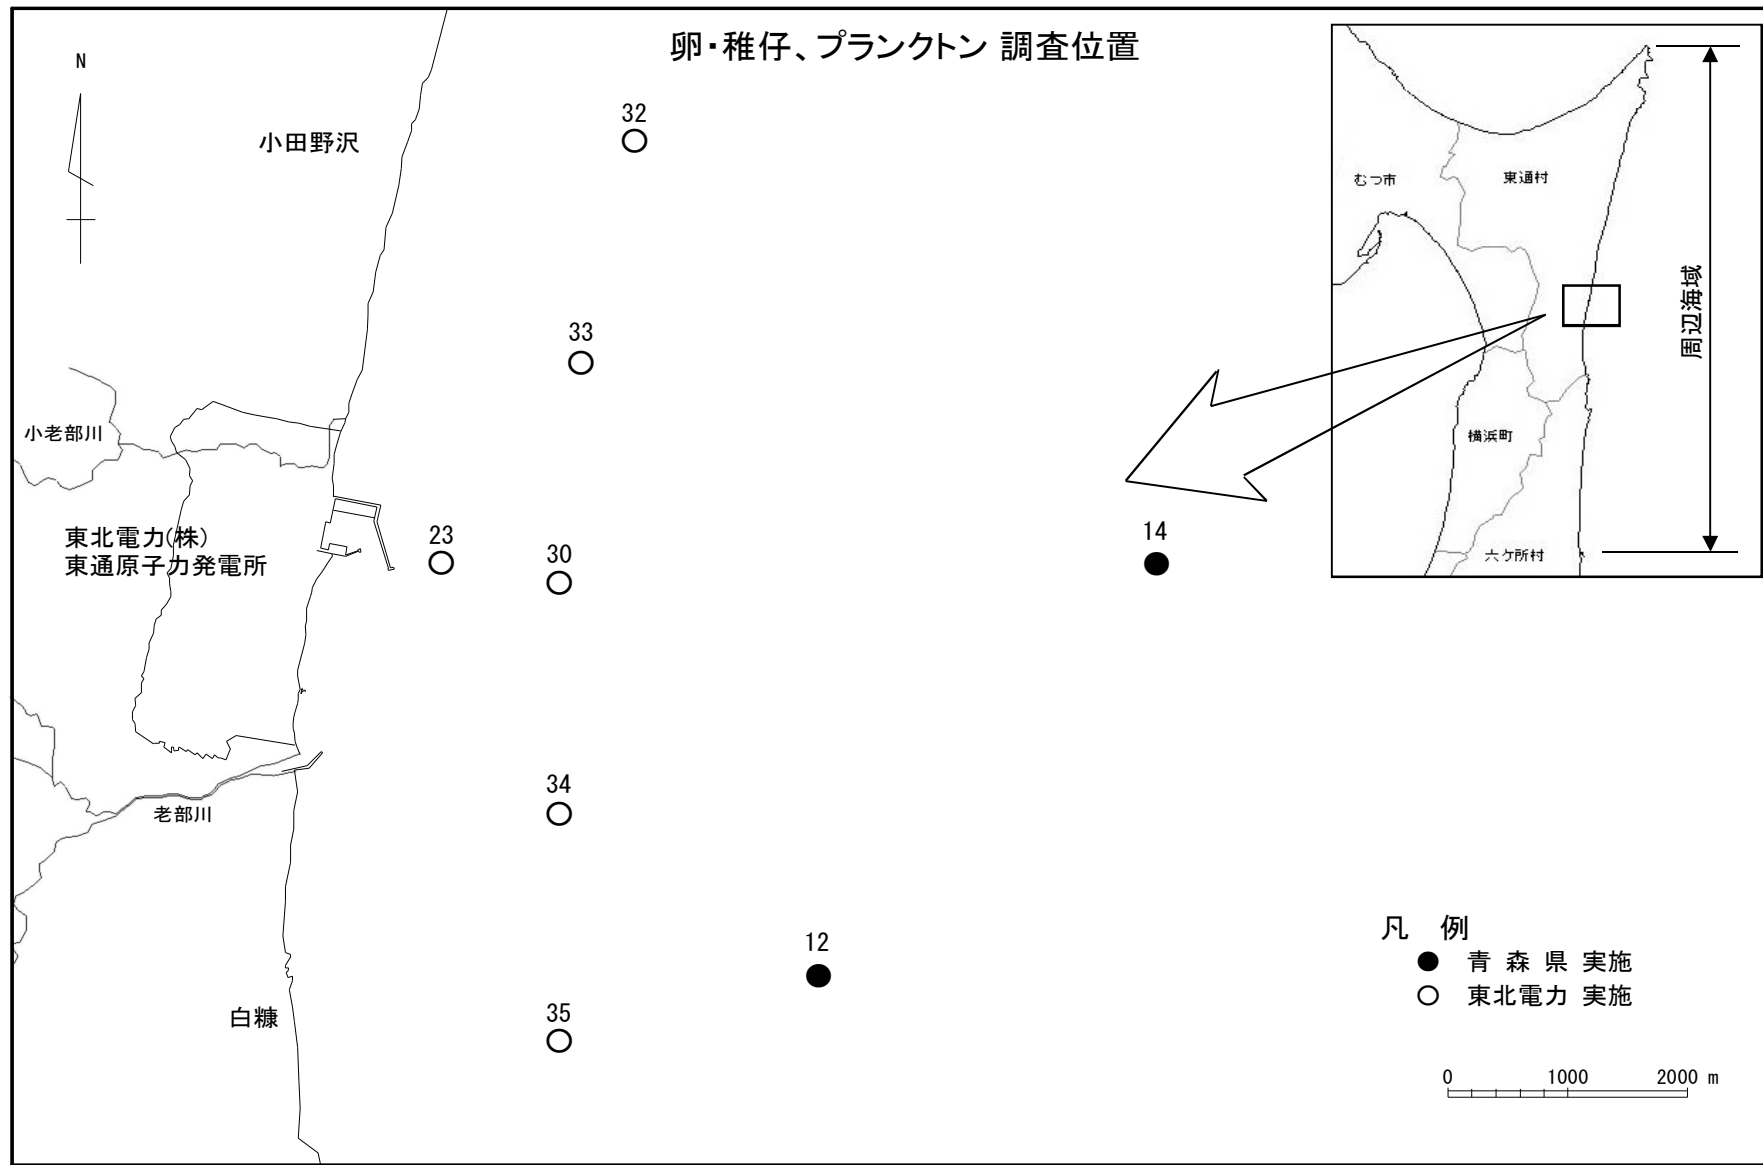 卵・稚仔、プランクトン 調査位置
N
小田野沢
32
33
小老部川
東北電力(株)
東通原子力発電所
23
30
14
34
老部川
12
35
白糠
むつ市
東通村
横浜町
六ケ所村
周辺海域
凡 例
● 青 森 県 実施
○ 東北電力 実施
0 1000 2000 m